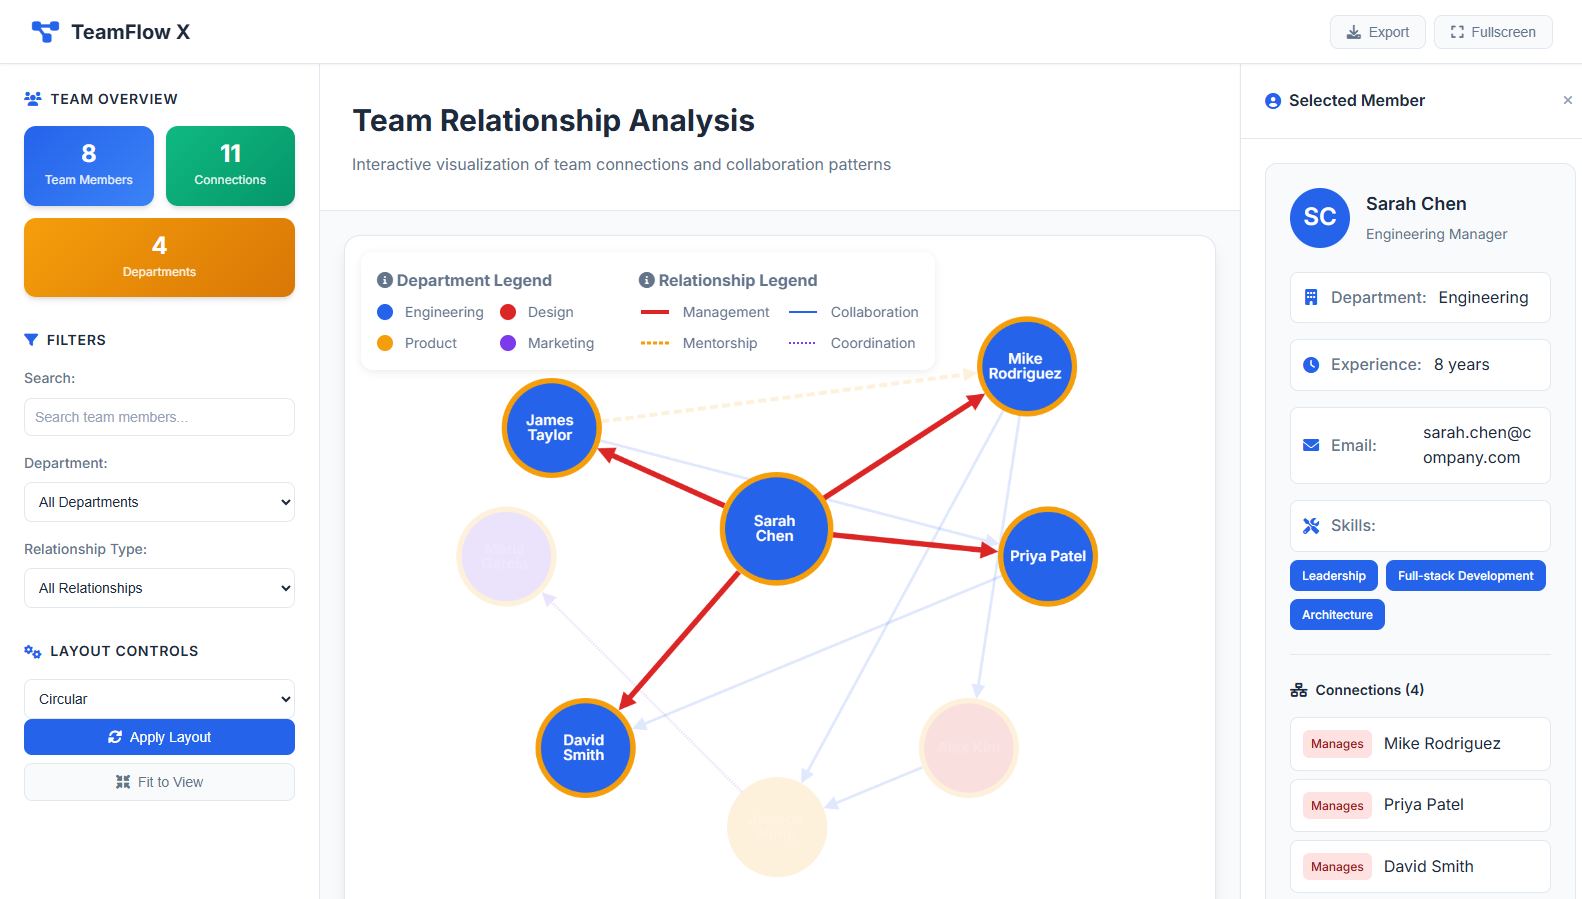 TeamFlow X
Export
Fullscreen
TEAM OVERVIEW
8
Team Members
11
Connections
4
Departments
FILTERS
Search:
Search team members...
Department:
All Departments
Relationship Type:
All Relationships
LAYOUT CONTROLS
Circular
Apply Layout
Fit to View
Team Relationship Analysis
Interactive visualization of team connections and collaboration patterns
Department Legend
Engineering
Design
Product
Marketing
Relationship Legend
Management
Collaboration
Mentorship
Coordination
Mike
Rodriguez
James
Taylor
Sarah
Chen
Priya Patel
David
Smith
Alex Kim
Selected Member
×
SC
Sarah Chen
Engineering Manager
Department: Engineering
Experience: 8 years
Email: sarah.chen@c
ompany.com
Skills:
Leadership
Full-stack Development
Architecture
Connections (4)
Manages Mike Rodriguez
Manages Priya Patel
Manages David Smith